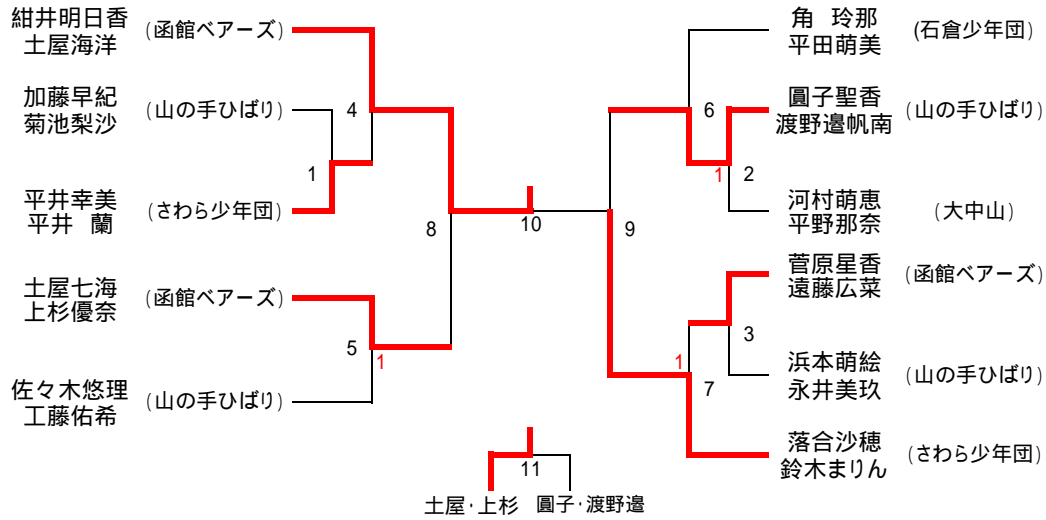 紺井明日香
土屋海洋
(函館ベアーズ)
加藤早紀
菊池梨沙
(山の手ひばり)
平井幸美
平井 蘭
(さわら少年団)
土屋七海
上杉優奈
(函館ベアーズ)
佐々木悠理
工藤佑希
(山の手ひばり)
4
1
5
1
8
10
角 玲那
平田萌美
(石倉少年団)
圓子聖香
渡野邉帆南
(山の手ひばり)
河村萌恵
平野那奈
(大中山)
菅原星香
遠藤広菜
(函館ベアーズ)
浜本萌絵
永井美玖
(山の手ひばり)
落合沙穂
鈴木まりん
(さわら少年団)
6
1
2
9
3
1
7
11
土屋・上杉
圓子・渡野邉